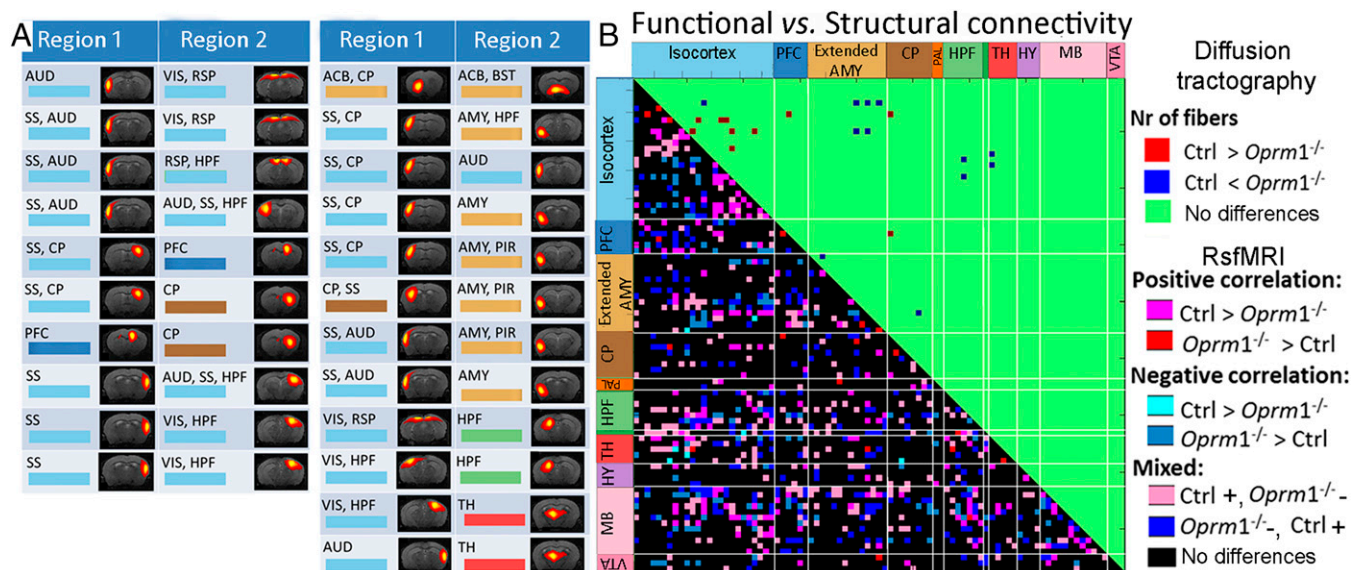 A
Region 1 Region 2 Region 1 Region 2
AUD VIS, RSP ACB, CP ACB, BST
SS, AUD VIS, RSP SS, CP AMY, HPF
SS, AUD RSP, HPF SS, CP AUD
SS, AUD AUD, SS, HPF SS, CP AMY
SS, CP PFC SS, CP AMY, PIR
SS, CP CP CP, SS AMY, PIR
PFC CP SS, AUD AMY, PIR
SS AUD, SS, HPF SS, AUD AMY
SS VIS, HPF VIS, RSP HPF
SS VIS, HPF VIS, HPF HPF
VIS, HPF TH
AUD TH
B
Functional vs. Structural connectivity
Isocortex PFC Extended AMY CP PAL HPF TH HY MB VTA
Isocortex
PFC
Extended
AMY
CP
PAL
HPF
TH
HY
MB
VTA
Diffusion
tractography
Nr of fibers
Ctrl > Oprm1-/-
Ctrl < Oprm1-/-
No differences
RsfMRI
Positive correlation:
Ctrl > Oprm1-/-
Oprm1-/- > Ctrl
Negative correlation:
Ctrl > Oprm1-/-
Oprm1-/- > Ctrl
Mixed:
Ctrl +, Oprm1-/- -
Oprm1-/- -, Ctrl +
No differences